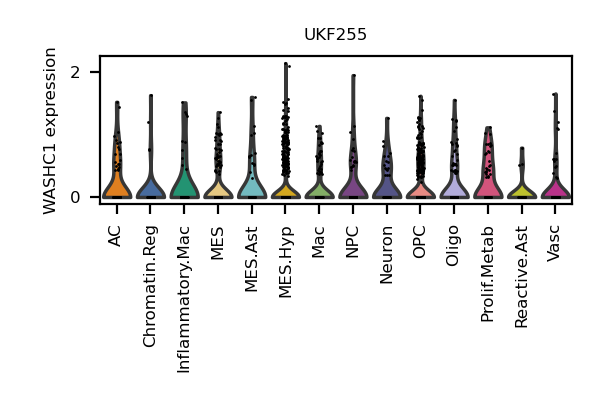 UKF255
WASHC1 expression
2
0
AC
Chromatin.Reg
Inflammatory.Mac
MES
MES.Ast
MES.Hyp
Mac
NPC
Neuron
OPC
Oligo
Prolif.Metab
Reactive.Ast
Vasc